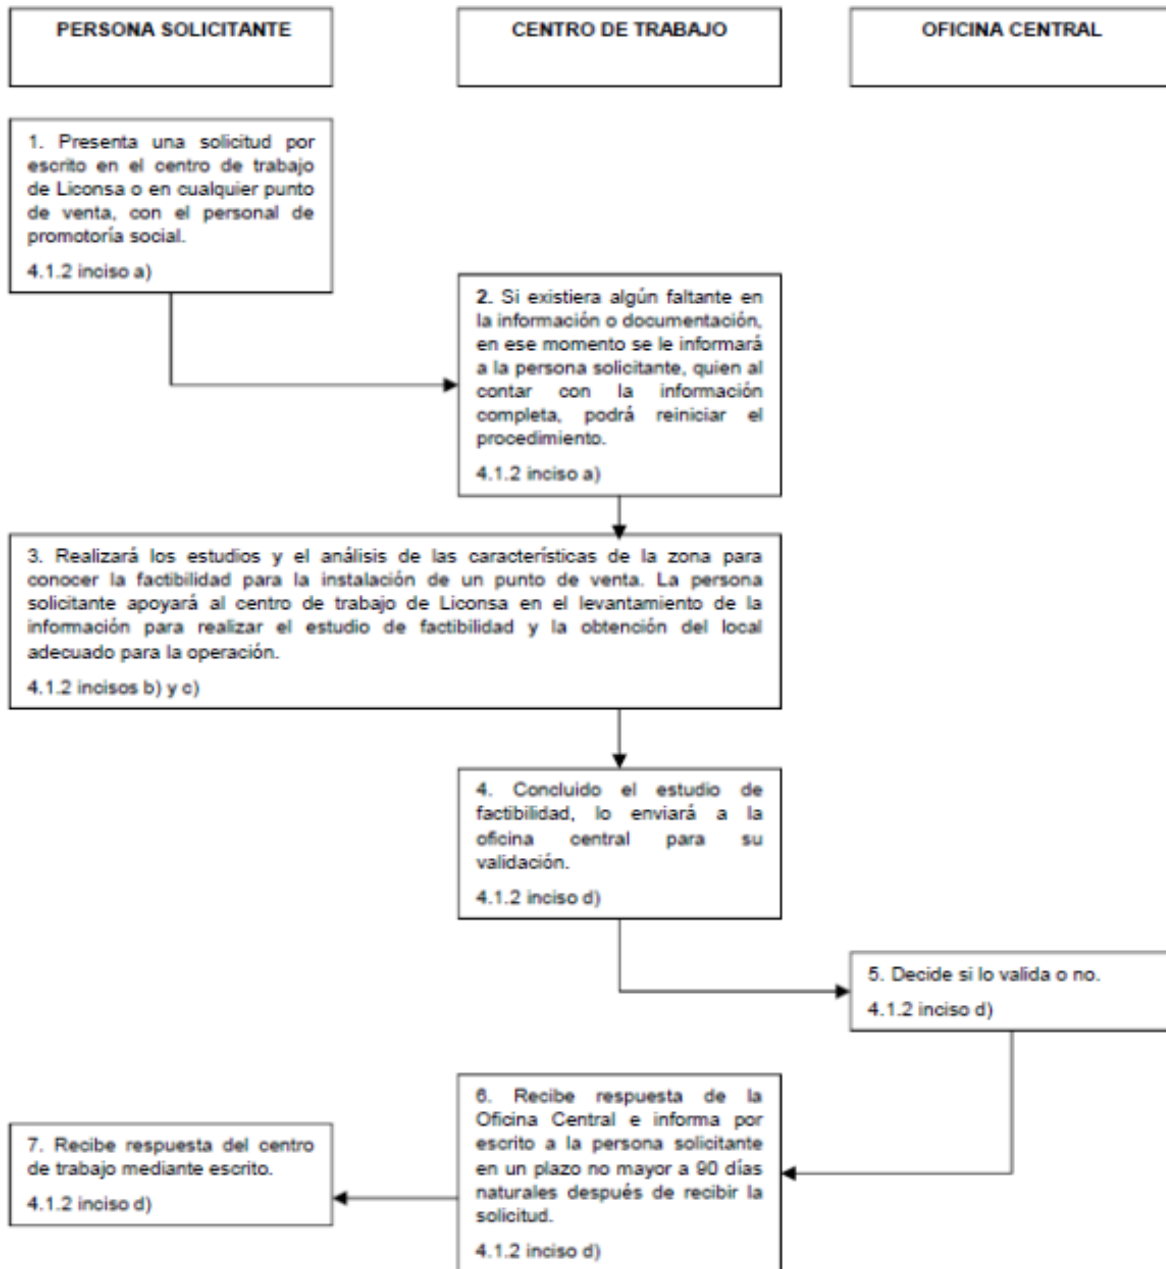 PERSONA SOLICITANTE
CENTRO DE TRABAJO
OFICINA CENTRAL
1. Presenta una solicitud por
escrito en el centro de trabajo
de Liconsa o en cualquier punto
de venta, con el personal de
promotoría social.
4.1.2 inciso a)
2. Si existiera algún faltante en
la información o documentación,
en ese momento se le informará
a la persona solicitante, quien al
contar con la información
completa, podrá reiniciar el
procedimiento.
4.1.2 inciso a)
3. Realizará los estudios y el análisis de las características de la zona para
conocer la factibilidad para la instalación de un punto de venta. La persona
solicitante apoyará al centro de trabajo de Liconsa en el levantamiento de la
información para realizar el estudio de factibilidad y la obtención del local
adecuado para la operación.
4.1.2 incisos b) y c)
4. Concluido el estudio de
factibilidad, lo enviará a la
oficina central para su
validación.
4.1.2 inciso d)
5. Decide si lo valida o no.
4.1.2 inciso d)
6. Recibe respuesta de la
Oficina Central e informa por
escrito a la persona solicitante
en un plazo no mayor a 90 días
naturales después de recibir la
solicitud.
4.1.2 inciso d)
7. Recibe respuesta del centro
de trabajo mediante escrito.
4.1.2 inciso d)